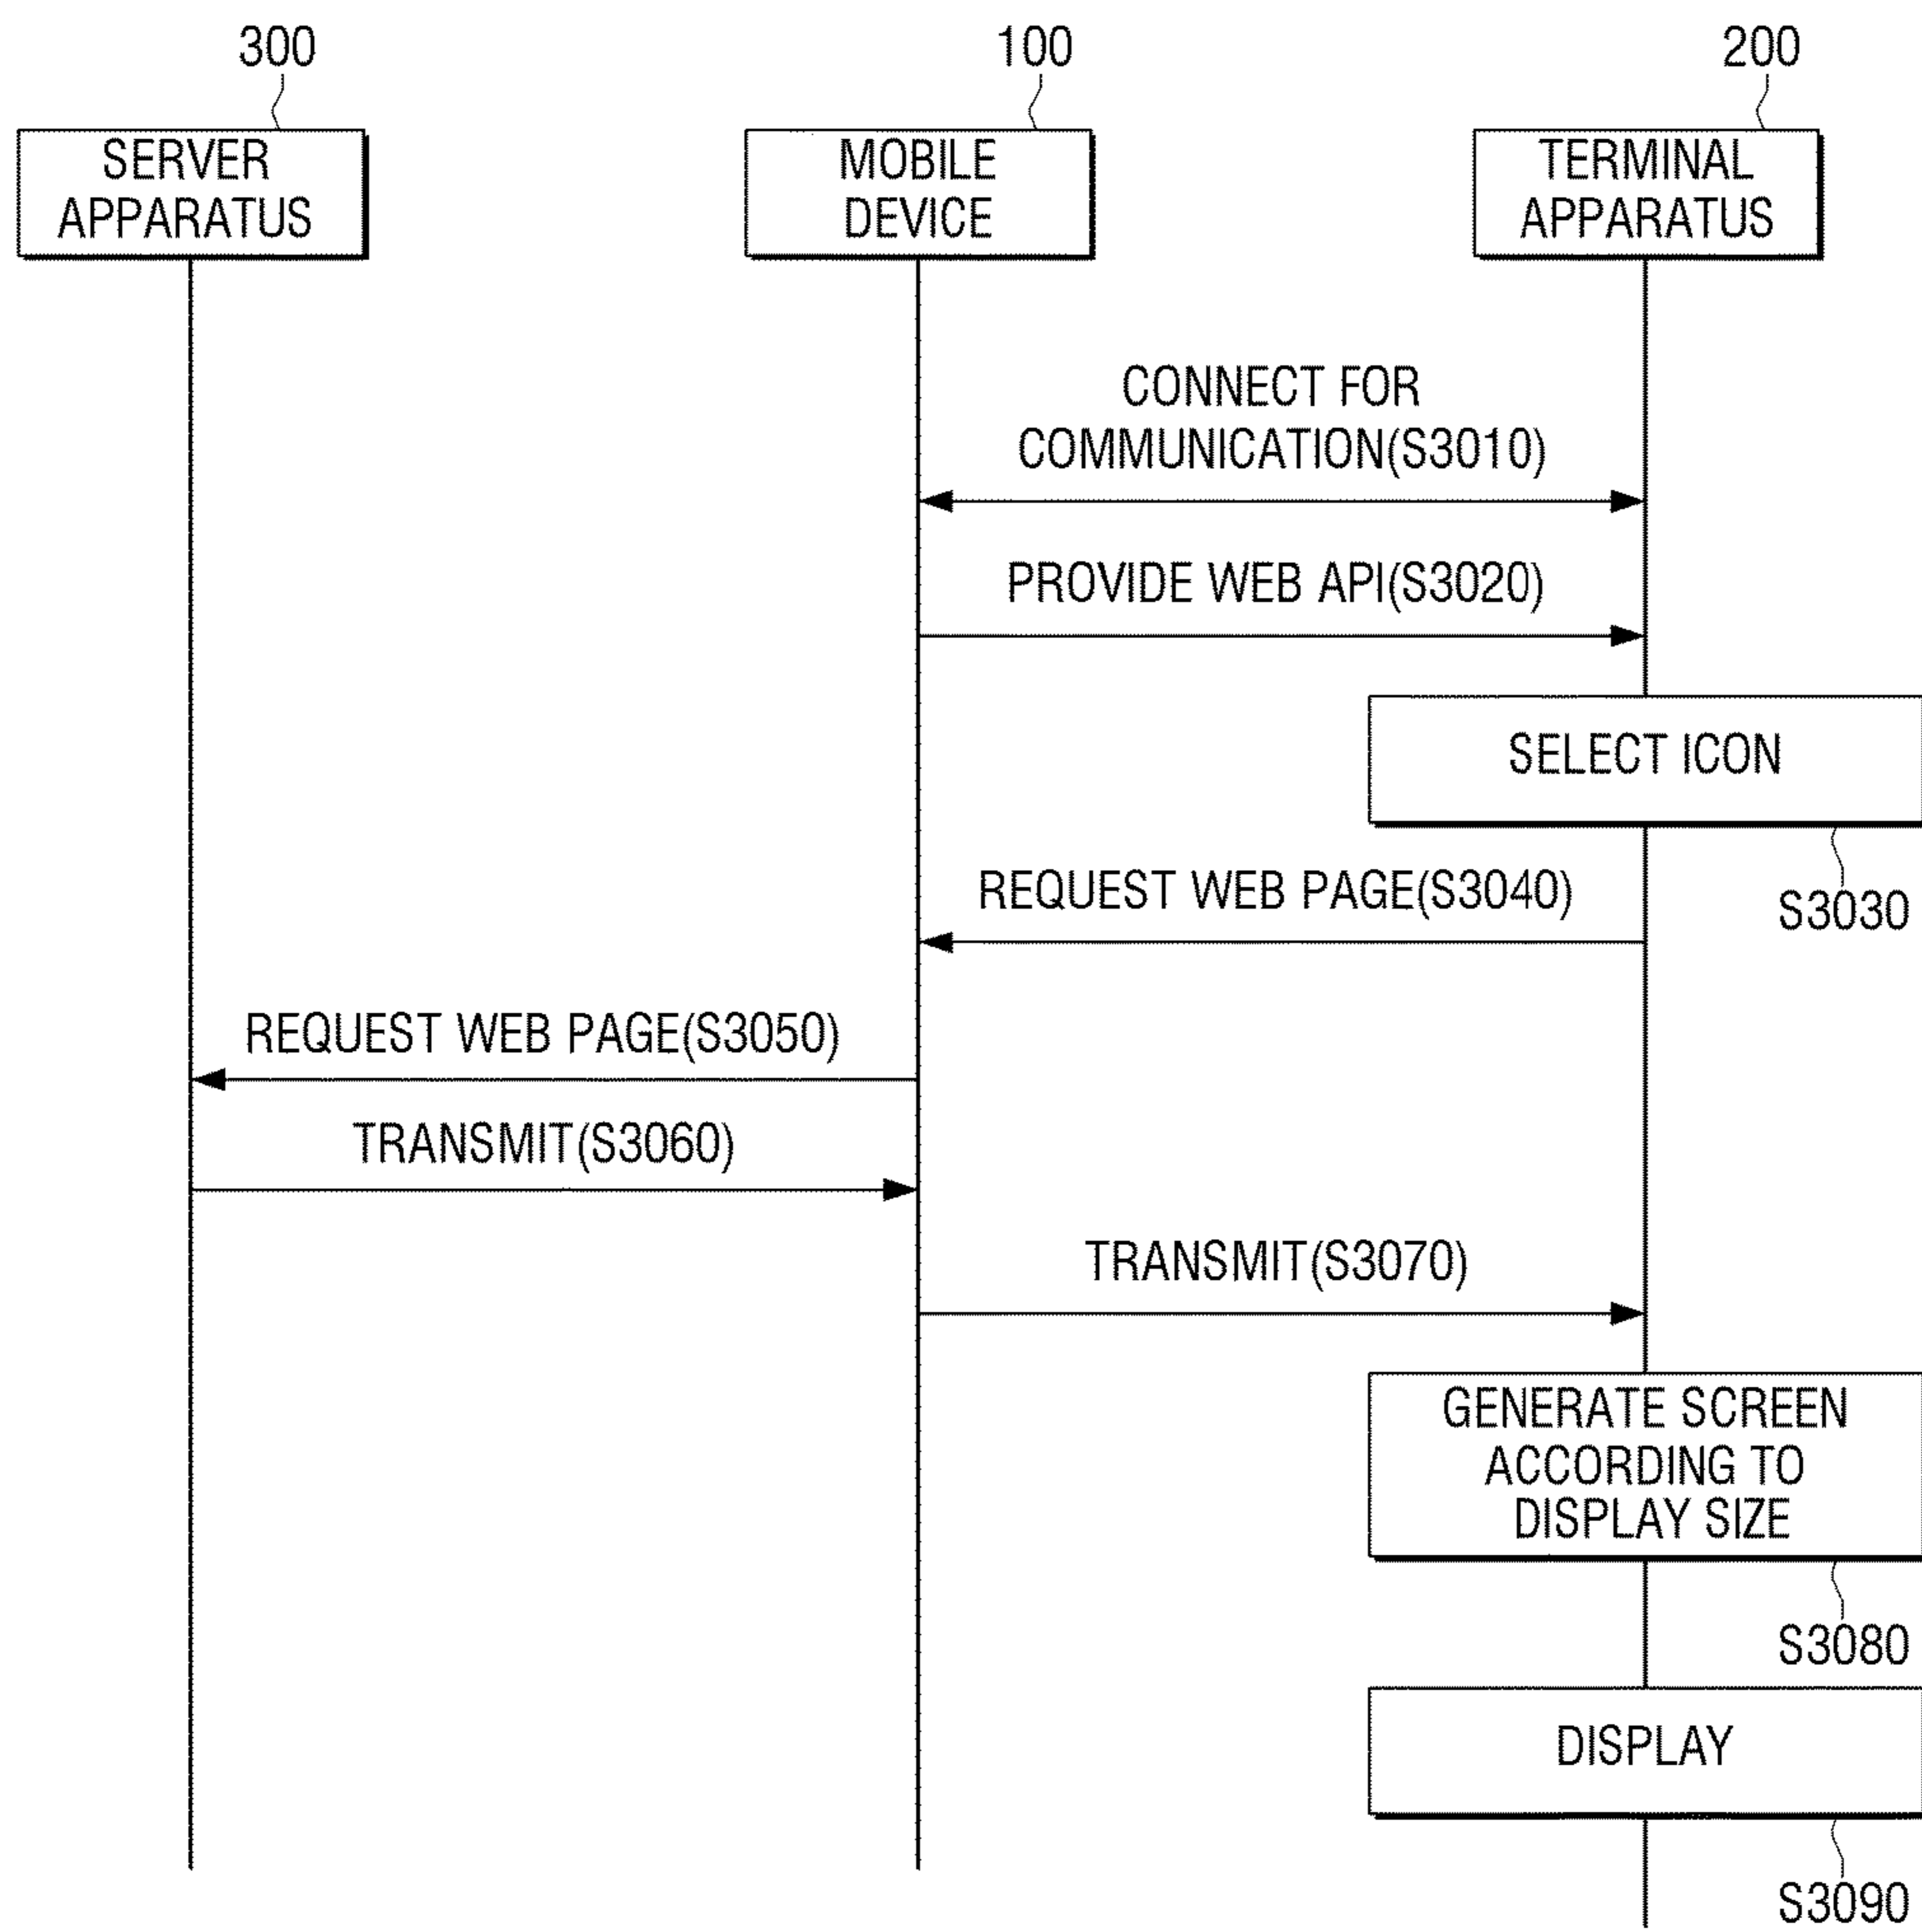 300
100
200
SERVER
APPARATUS
MOBILE
DEVICE
TERMINAL
APPARATUS
CONNECT FOR
COMMUNICATION(S3010)
PROVIDE WEB API(S3020)
SELECT ICON
S3030
REQUEST WEB PAGE(S3040)
REQUEST WEB PAGE(S3050)
TRANSMIT(S3060)
TRANSMIT(S3070)
GENERATE SCREEN
ACCORDING TO
DISPLAY SIZE
S3080
DISPLAY
S3090